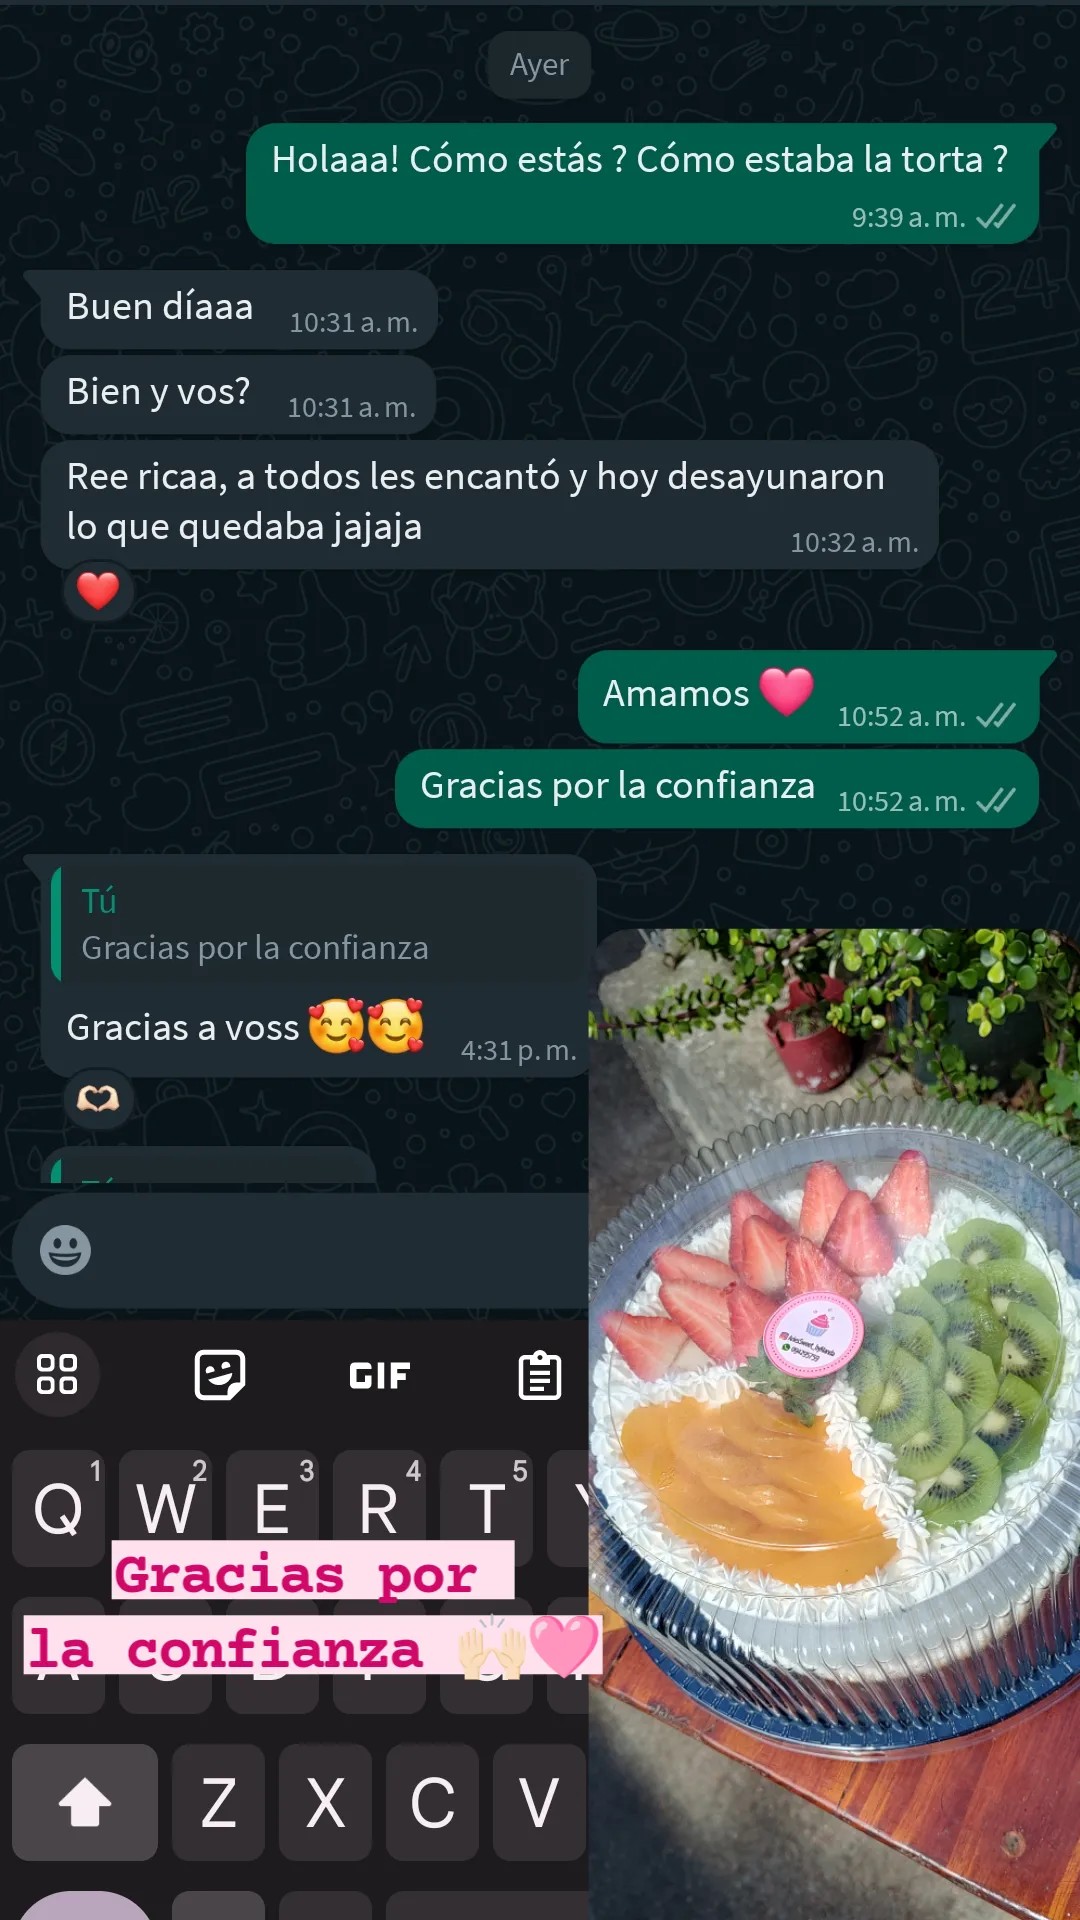 Ayer
Holaaa! Cómo estás ? Cómo estaba la torta ?
9:39 a. m.
Buen díaaa
10:31 a. m.
Bien y vos?
10:31 a. m.
Ree ricaa, a todos les encantó y hoy desayunaron
lo que quedaba jajaja
10:32 a. m.
Amamos
10:52 a. m.
Gracias por la confianza
10:52 a. m.
Tú
Gracias por la confianza
Gracias a voss
4:31 p. m.
GIF
1 2 3 4 5
Q W E R T
Gracias por
la confianza
Z X C V